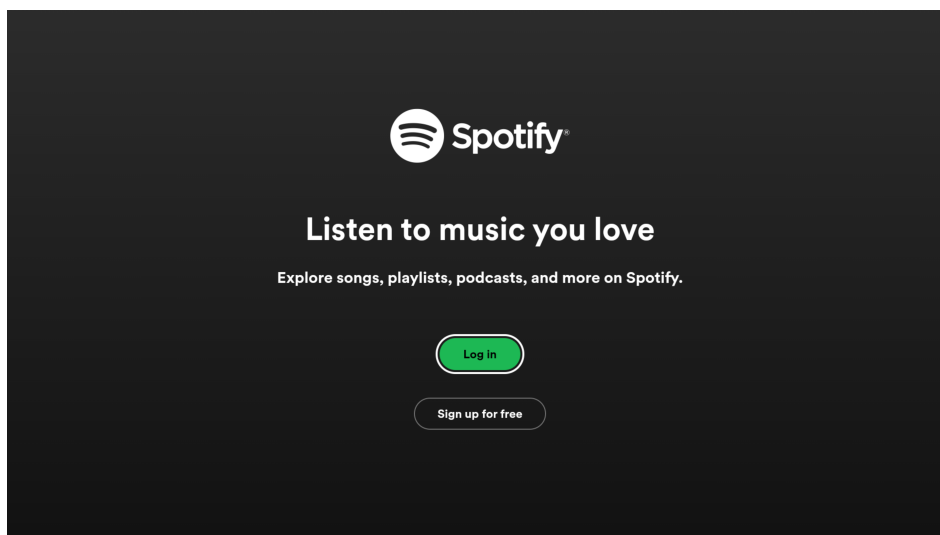 Spotify®
Listen to music you love
Explore songs, playlists, podcasts, and more on Spotify.
Log in
Sign up for free